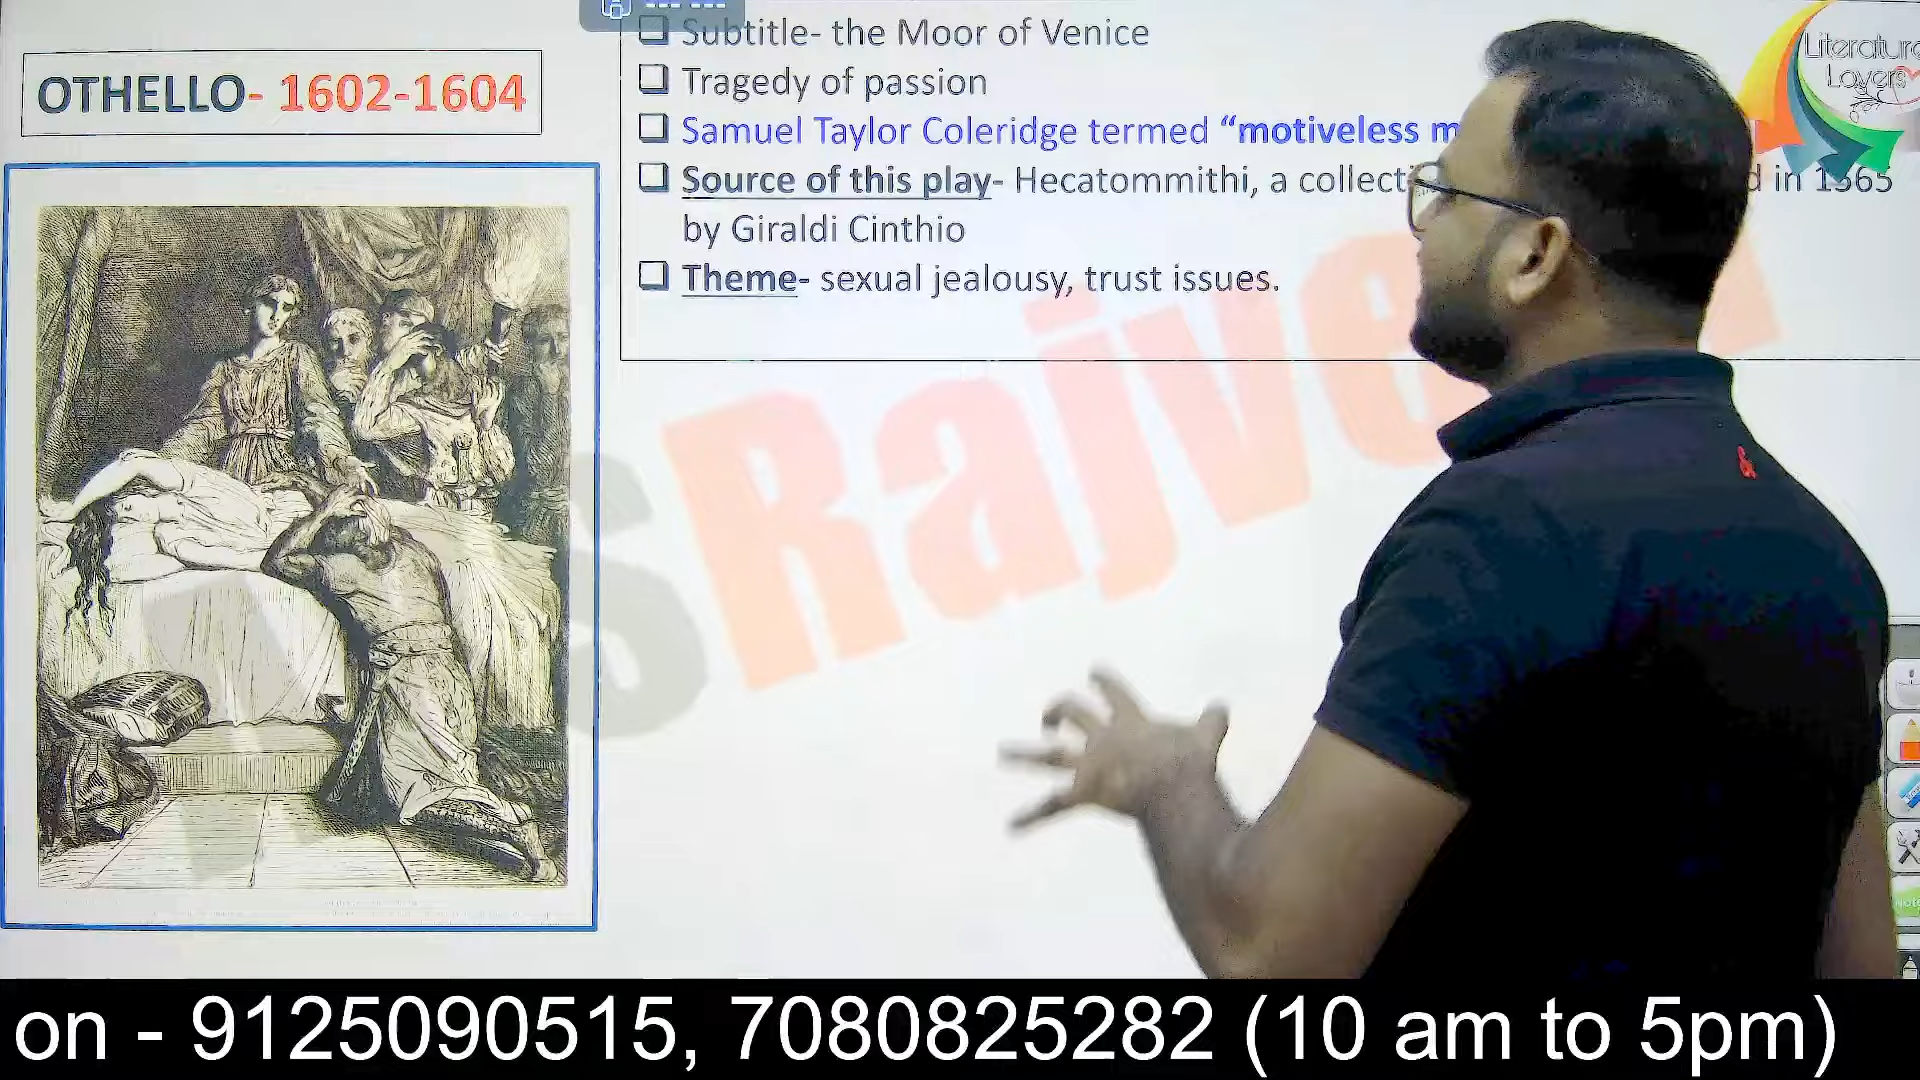 Subtitle- the Moor of Venice
OTHELLO- 1602-1604
Tragedy of passion
Samuel Taylor Coleridge termed “motiveless m
Source of this play- Hecatommithi, a collecti d in 1565
by Giraldi Cinthio
Theme- sexual jealousy, trust issues.
Literature
Lovers
sRajve
on - 9125090515, 7080825282 (10 am to 5pm)